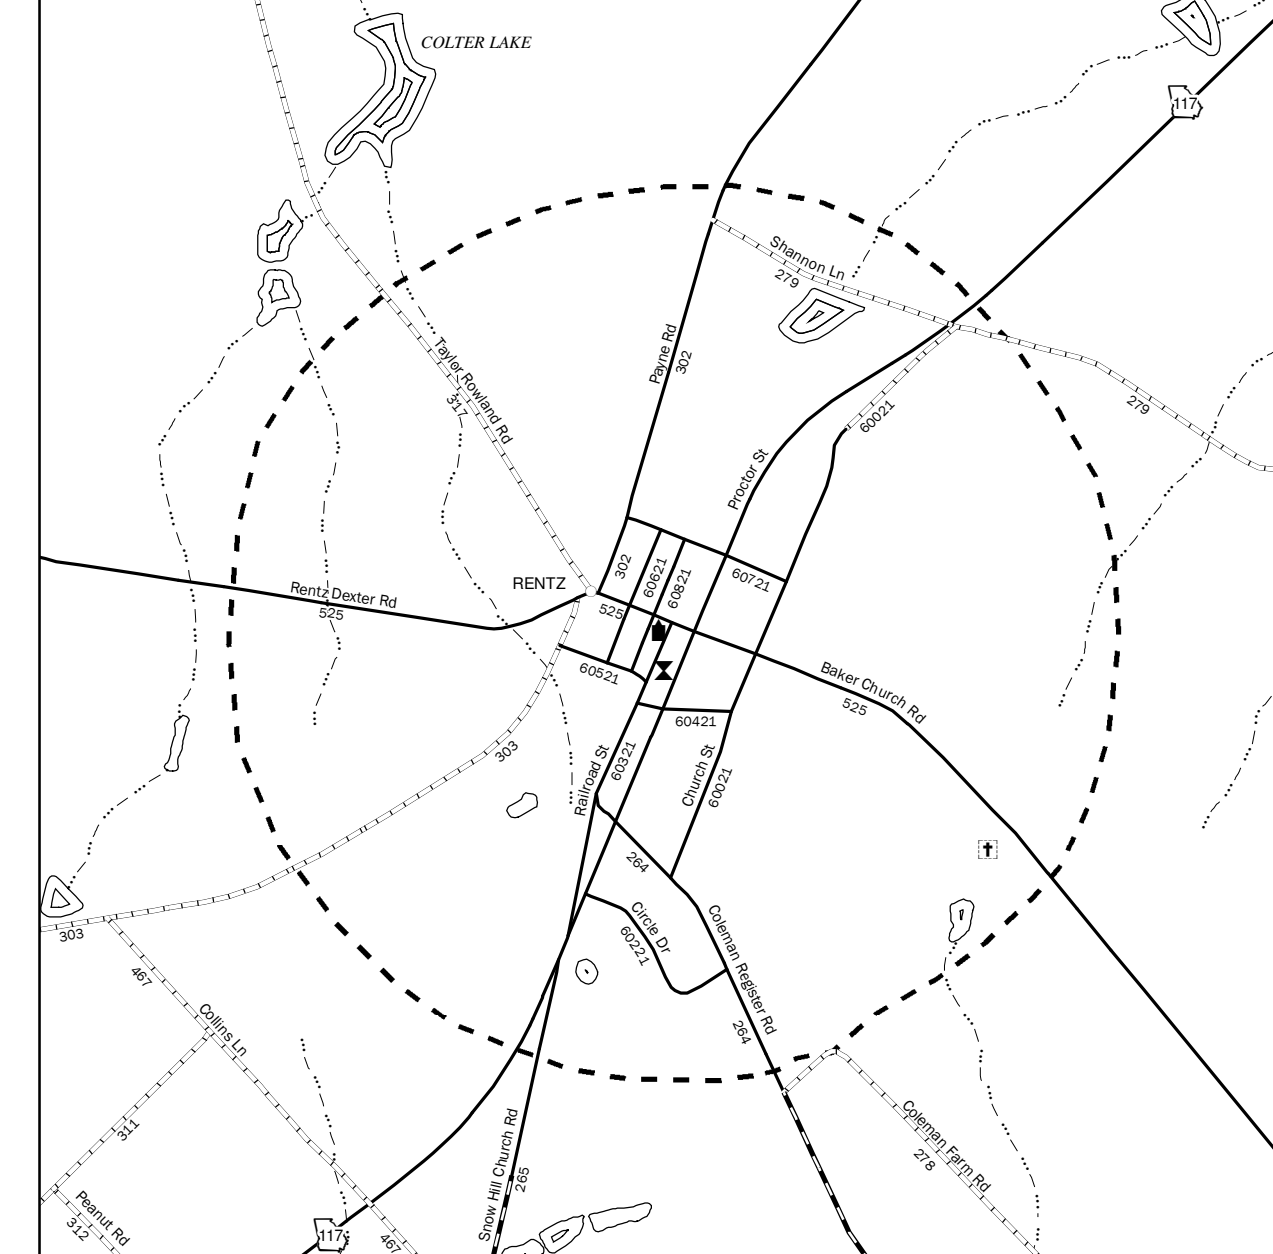 COLTER LAKE
117
Shannon Ln
279
Payne Rd
302
Taylor Rowland Rd
317
279
60021
Proctor St
RENTZ
302
60621
60821
60721
Rentz Dexter Rd
525
525
60521
Baker Church Rd
525
60421
303
Railroad St
60321
Church St
60021
264
303
467
Circle Dr
60221
Coleman Register Rd
264
Collins Ln
311
Snow Hill Church Rd
265
Coleman Farm Rd
278
Peanut Rd
312
117
467